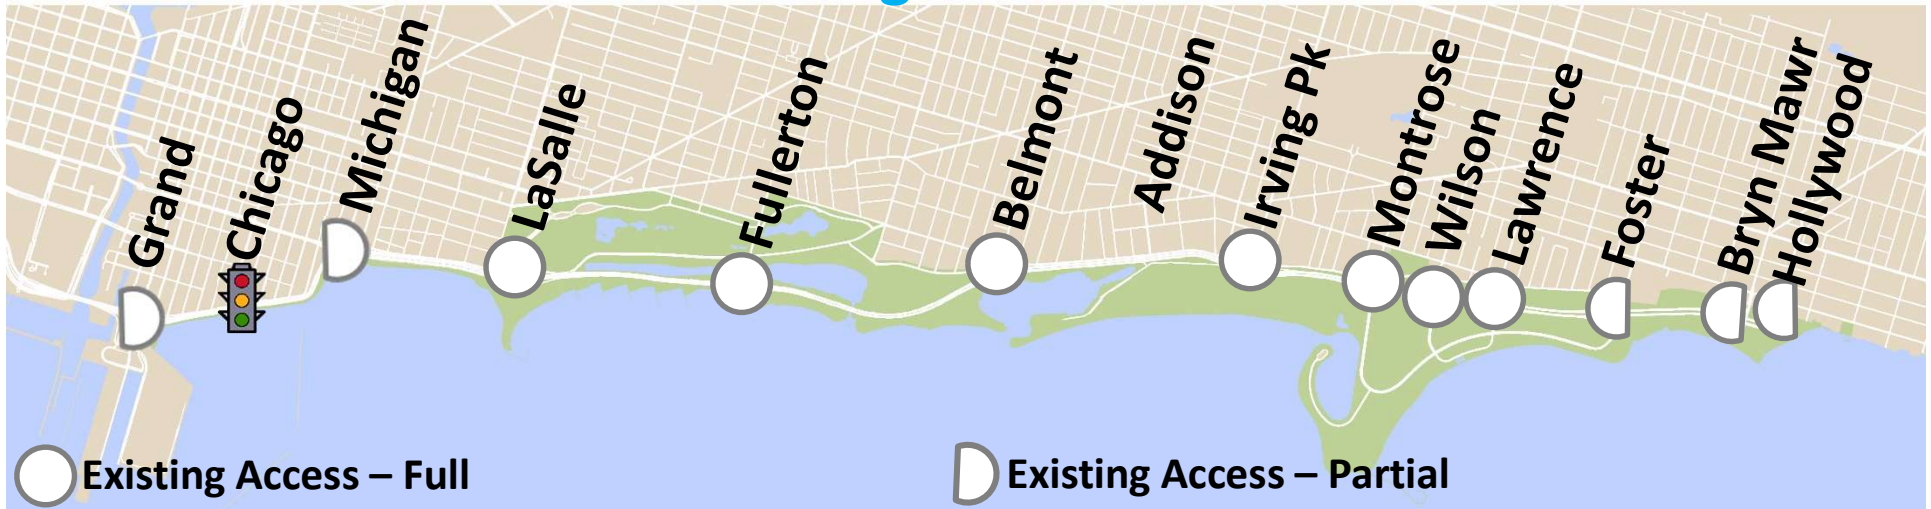 Grand
Chicago
Michigan
LaSalle
Fullerton
Belmont
Addison
Irving Pk
Montrose
Wilson
Lawrence
Foster
Bryn Mawr
Hollywood
Existing Access – Full
Existing Access – Partial